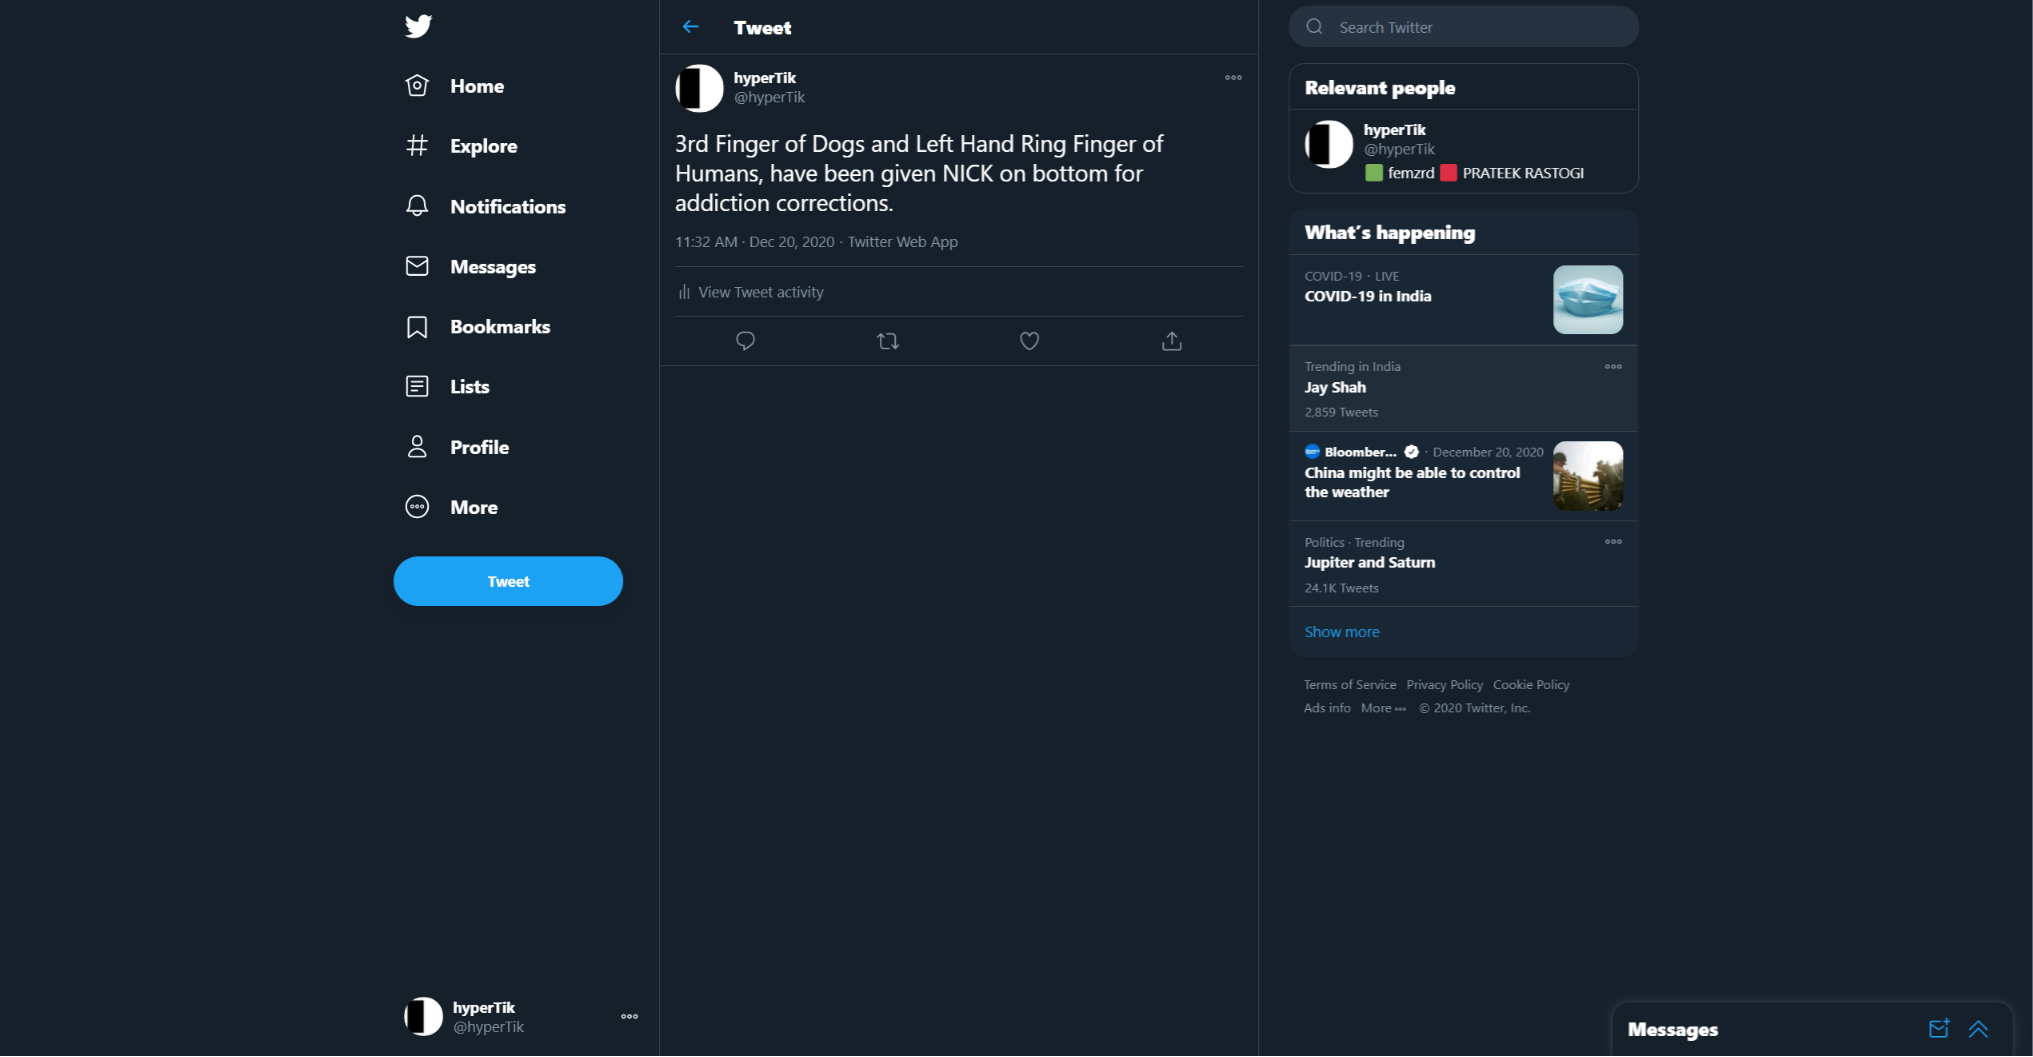 Home
Explore
Notifications
Messages
Bookmarks
Lists
Profile
More
Tweet
hyperTik
@hyperTik
Tweet
hyperTik
@hyperTik
3rd Finger of Dogs and Left Hand Ring Finger of
Humans, have been given NICK on bottom for
addiction corrections.
11:32 AM · Dec 20, 2020 · Twitter Web App
View Tweet activity
Search Twitter
Relevant people
hyperTik
@hyperTik
femzrd PRATEEK RASTOGI
What's happening
COVID-19 · LIVE
COVID-19 in India
Trending in India
Jay Shah
2,859 Tweets
Bloomber... · December 20, 2020
China might be able to control
the weather
Politics · Trending
Jupiter and Saturn
24.1K Tweets
Show more
Terms of Service Privacy Policy Cookie Policy
Ads info More © 2020 Twitter, Inc.
Messages